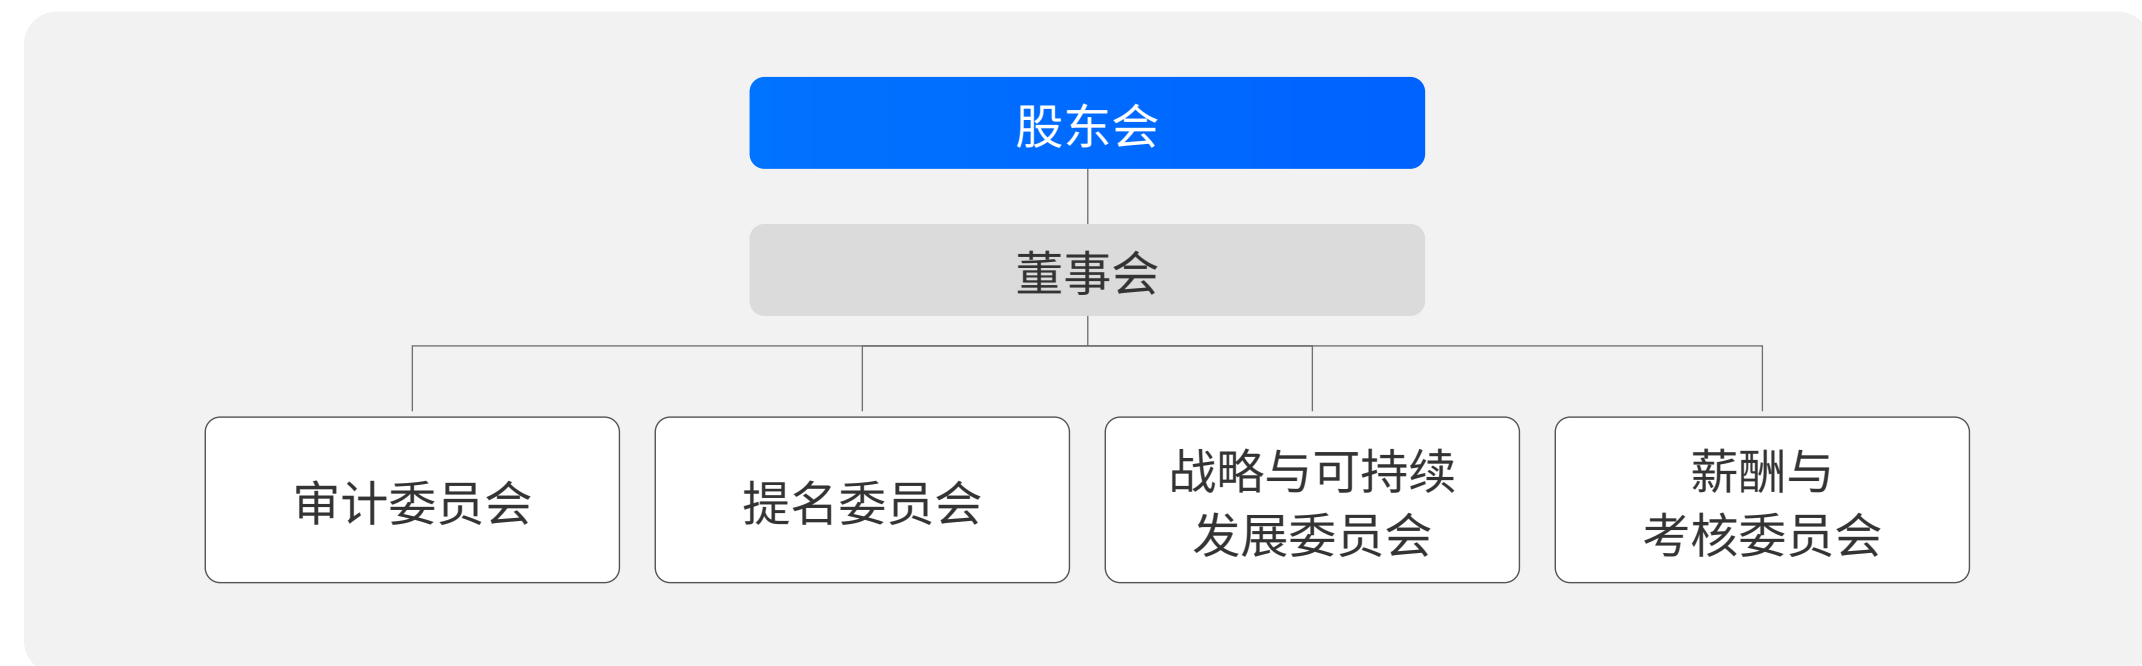 股东会
董事会
审计委员会
提名委员会
战略与可持续
发展委员会
薪酬与
考核委员会